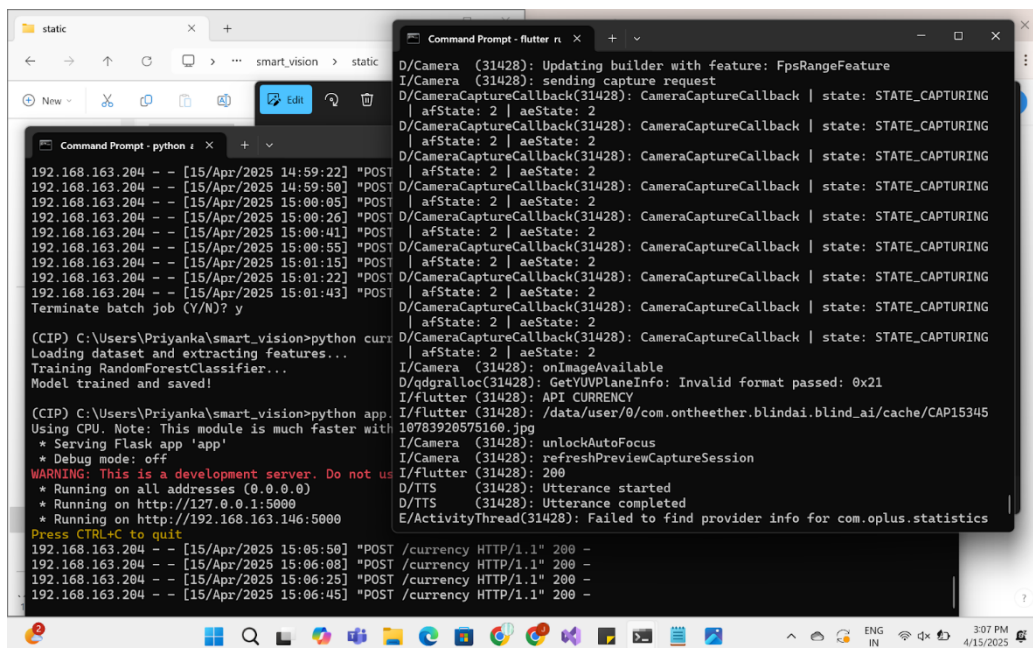 static
smart_vision > static
New
Edit
Command Prompt - python a
192.168.163.204 - - [15/Apr/2025 14:59:22] "POST
192.168.163.204 - - [15/Apr/2025 14:59:50] "POST
192.168.163.204 - - [15/Apr/2025 15:00:05] "POST
192.168.163.204 - - [15/Apr/2025 15:00:26] "POST
192.168.163.204 - - [15/Apr/2025 15:00:41] "POST
192.168.163.204 - - [15/Apr/2025 15:00:55] "POST
192.168.163.204 - - [15/Apr/2025 15:01:15] "POST
192.168.163.204 - - [15/Apr/2025 15:01:22] "POST
192.168.163.204 - - [15/Apr/2025 15:01:43] "POST
Terminate batch job (Y/N)? y
(CIP) C:\Users\Priyanka\smart_vision>python curr
Loading dataset and extracting features...
Training RandomForestClassifier...
Model trained and saved!
(CIP) C:\Users\Priyanka\smart_vision>python app.
Using CPU. Note: This module is much faster with
* Serving Flask app 'app'
* Debug mode: off
WARNING: This is a development server. Do not us
* Running on all addresses (0.0.0.0)
* Running on http://127.0.0.1:5000
* Running on http://192.168.163.146:5000
Press CTRL+C to quit
192.168.163.204 - - [15/Apr/2025 15:05:50] "POST /currency HTTP/1.1" 200 -
192.168.163.204 - - [15/Apr/2025 15:06:08] "POST /currency HTTP/1.1" 200 -
192.168.163.204 - - [15/Apr/2025 15:06:25] "POST /currency HTTP/1.1" 200 -
192.168.163.204 - - [15/Apr/2025 15:06:45] "POST /currency HTTP/1.1" 200 -
Command Prompt - flutter ru
D/Camera  (31428): Updating builder with feature: FpsRangeFeature
I/Camera  (31428): sending capture request
D/CameraCaptureCallback(31428): CameraCaptureCallback | state: STATE_CAPTURING
| afState: 2 | aeState: 2
D/CameraCaptureCallback(31428): CameraCaptureCallback | state: STATE_CAPTURING
| afState: 2 | aeState: 2
D/CameraCaptureCallback(31428): CameraCaptureCallback | state: STATE_CAPTURING
| afState: 2 | aeState: 2
D/CameraCaptureCallback(31428): CameraCaptureCallback | state: STATE_CAPTURING
| afState: 2 | aeState: 2
D/CameraCaptureCallback(31428): CameraCaptureCallback | state: STATE_CAPTURING
| afState: 2 | aeState: 2
D/CameraCaptureCallback(31428): CameraCaptureCallback | state: STATE_CAPTURING
| afState: 2 | aeState: 2
D/CameraCaptureCallback(31428): CameraCaptureCallback | state: STATE_CAPTURING
| afState: 2 | aeState: 2
D/CameraCaptureCallback(31428): CameraCaptureCallback | state: STATE_CAPTURING
| afState: 2 | aeState: 2
D/CameraCaptureCallback(31428): CameraCaptureCallback | state: STATE_CAPTURING
| afState: 2 | aeState: 2
I/Camera  (31428): onImageAvailable
D/qdgralloc(31428): GetYUVPlaneInfo: Invalid format passed: 0x21
I/flutter (31428): API CURRENCY
I/flutter (31428): /data/user/0/com.ontheether.blindai.blind_ai/cache/CAP15345
10783920575160.jpg
I/Camera  (31428): unlockAutoFocus
I/Camera  (31428): refreshPreviewCaptureSession
I/flutter (31428): 200
D/TTS     (31428): Utterance started
D/TTS     (31428): Utterance completed
E/ActivityThread(31428): Failed to find provider info for com.oplus.statistics
2
ENG
IN
3:07 PM
4/15/2025